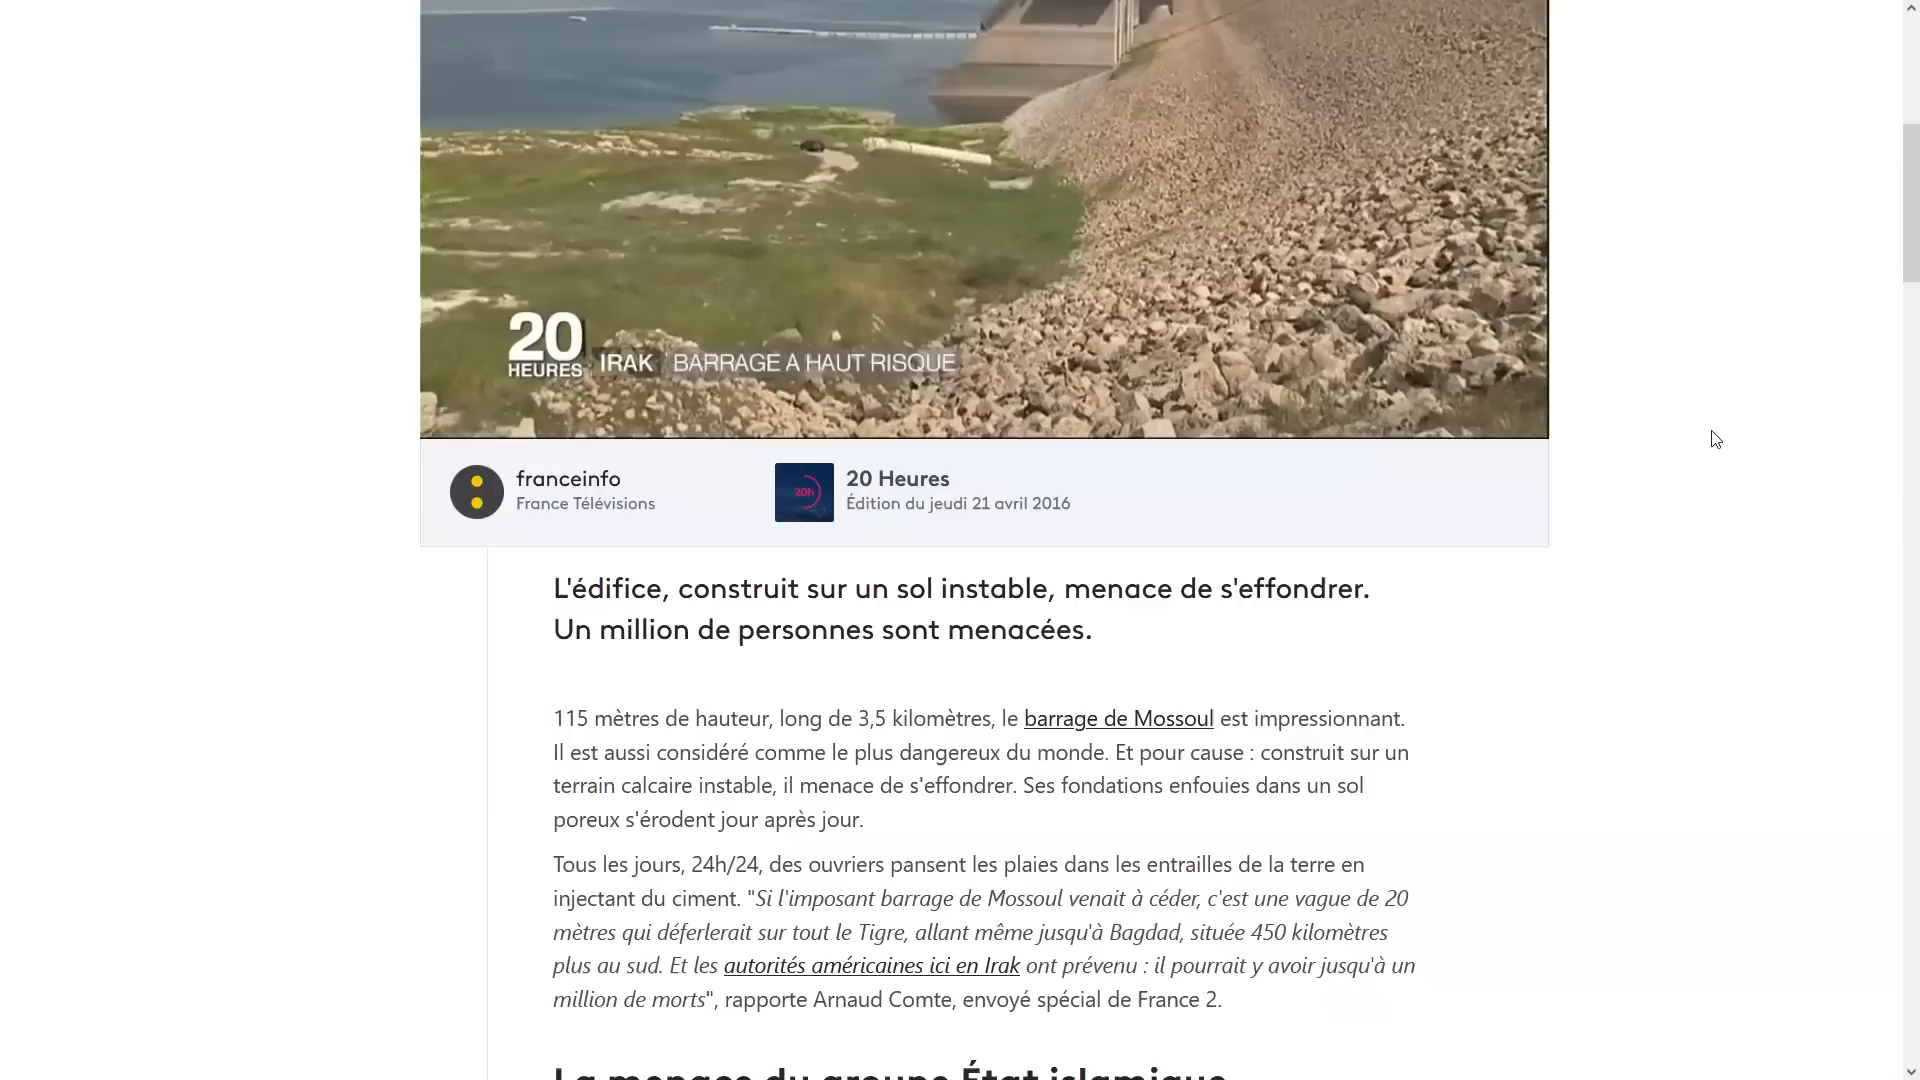 20
HEURES
IRAK BARRAGE A HAUT RISQUE
franceinfo
France Télévisions
20h
20 Heures
Édition du jeudi 21 avril 2016
L'édifice, construit sur un sol instable, menace de s'effondrer.
Un million de personnes sont menacées.
115 mètres de hauteur, long de 3,5 kilomètres, le barrage de Mossoul est impressionnant.
Il est aussi considéré comme le plus dangereux du monde. Et pour cause : construit sur un
terrain calcaire instable, il menace de s'effondrer. Ses fondations enfouies dans un sol
poreux s'érodent jour après jour.
Tous les jours, 24h/24, des ouvriers pansent les plaies dans les entrailles de la terre en
injectant du ciment. "Si l'imposant barrage de Mossoul venait à céder, c'est une vague de 20
mètres qui déferlerait sur tout le Tigre, allant même jusqu'à Bagdad, située 450 kilomètres
plus au sud. Et les autorités américaines ici en Irak ont prévenu : il pourrait y avoir jusqu'à un
million de morts", rapporte Arnaud Comte, envoyé spécial de France 2.
La menace du groupe État islamique